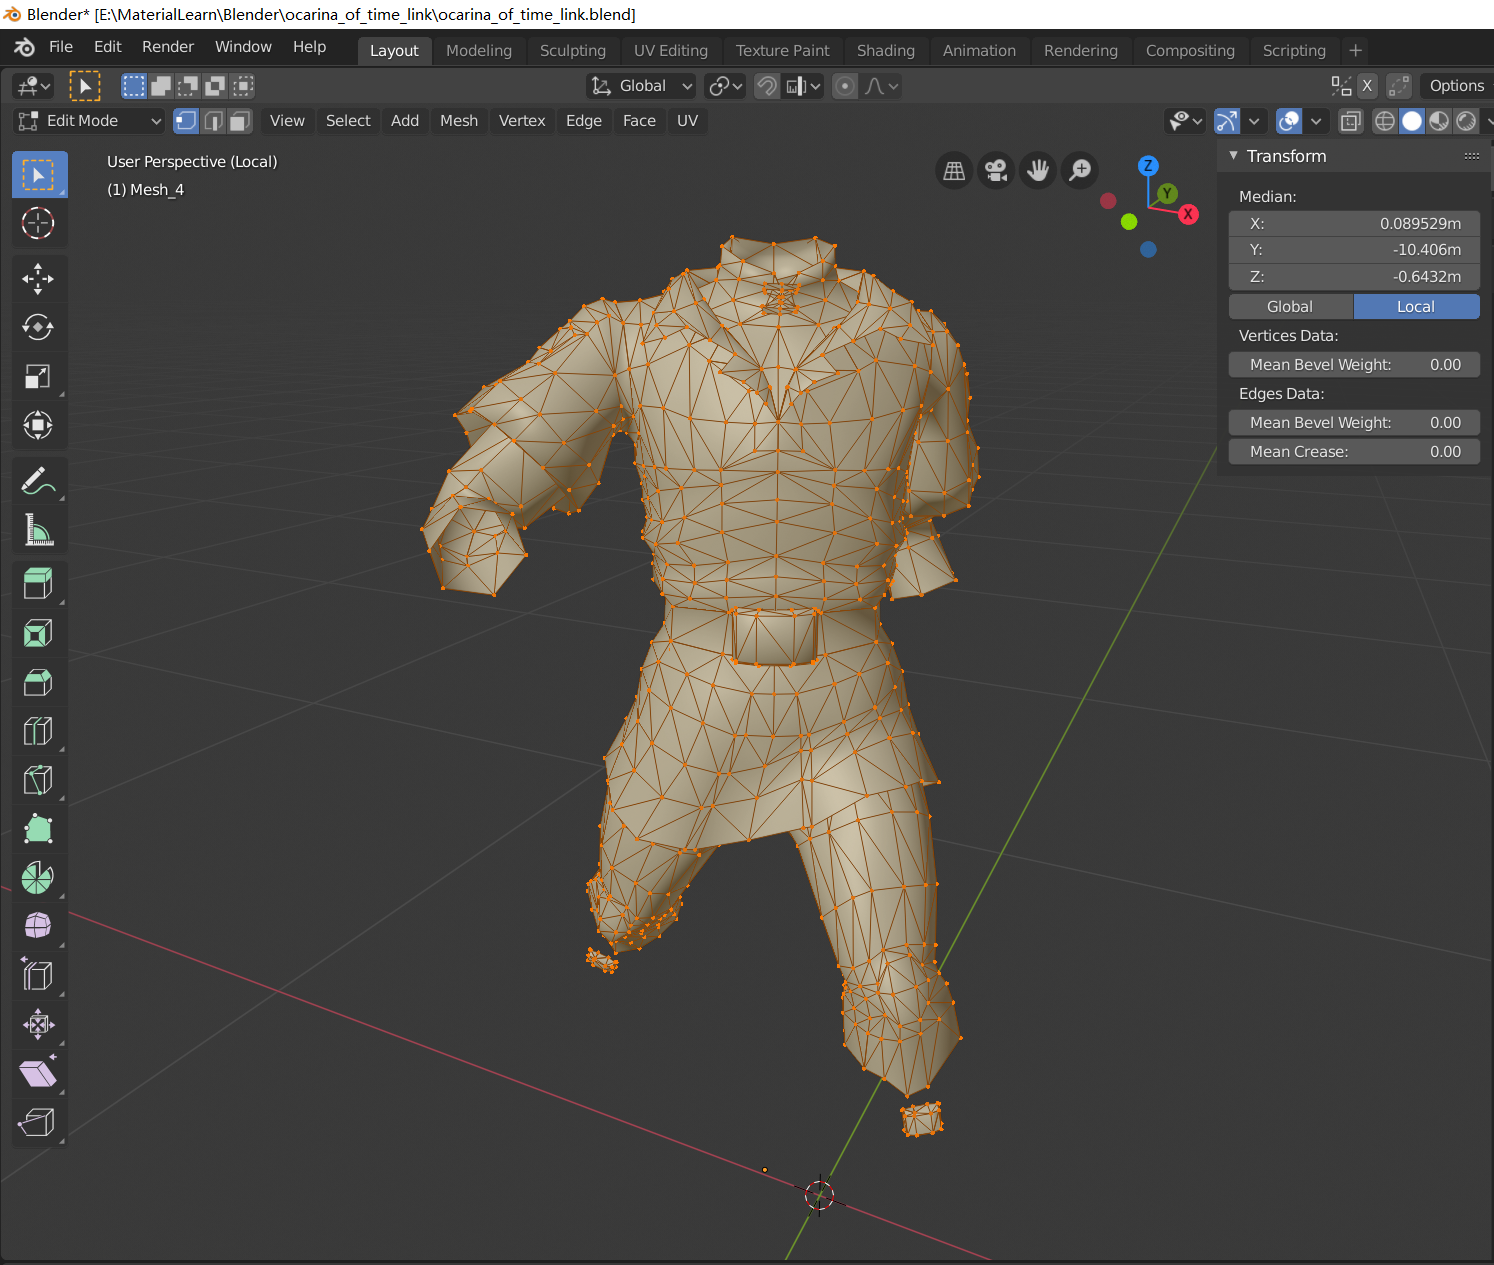 Blender* [E:\MaterialLearn\Blender\ocarina_of_time_link\ocarina_of_time_link.blend]
File Edit Render Window Help Layout Modeling Sculpting UV Editing Texture Paint Shading Animation Rendering Compositing Scripting +
Global X Options
Edit Mode View Select Add Mesh Vertex Edge Face UV
User Perspective (Local)
(1) Mesh_4
Z
Y
X
Transform
Median:
X: 0.089529m
Y: -10.406m
Z: -0.6432m
Global Local
Vertices Data:
Mean Bevel Weight: 0.00
Edges Data:
Mean Bevel Weight: 0.00
Mean Crease: 0.00